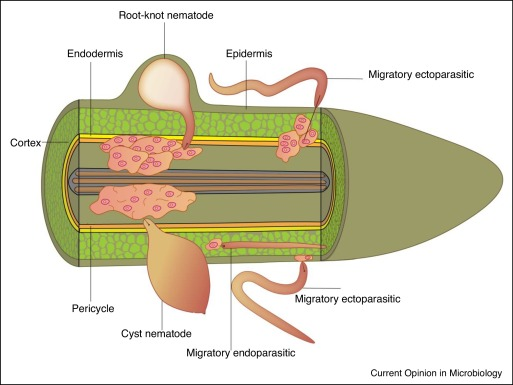 Root-knot nematode
Endodermis
Epidermis
Migratory ectoparasitic
Cortex
Pericycle
Migratory ectoparasitic
Cyst nematode
Migratory endoparasitic
Current Opinion in Microbiology